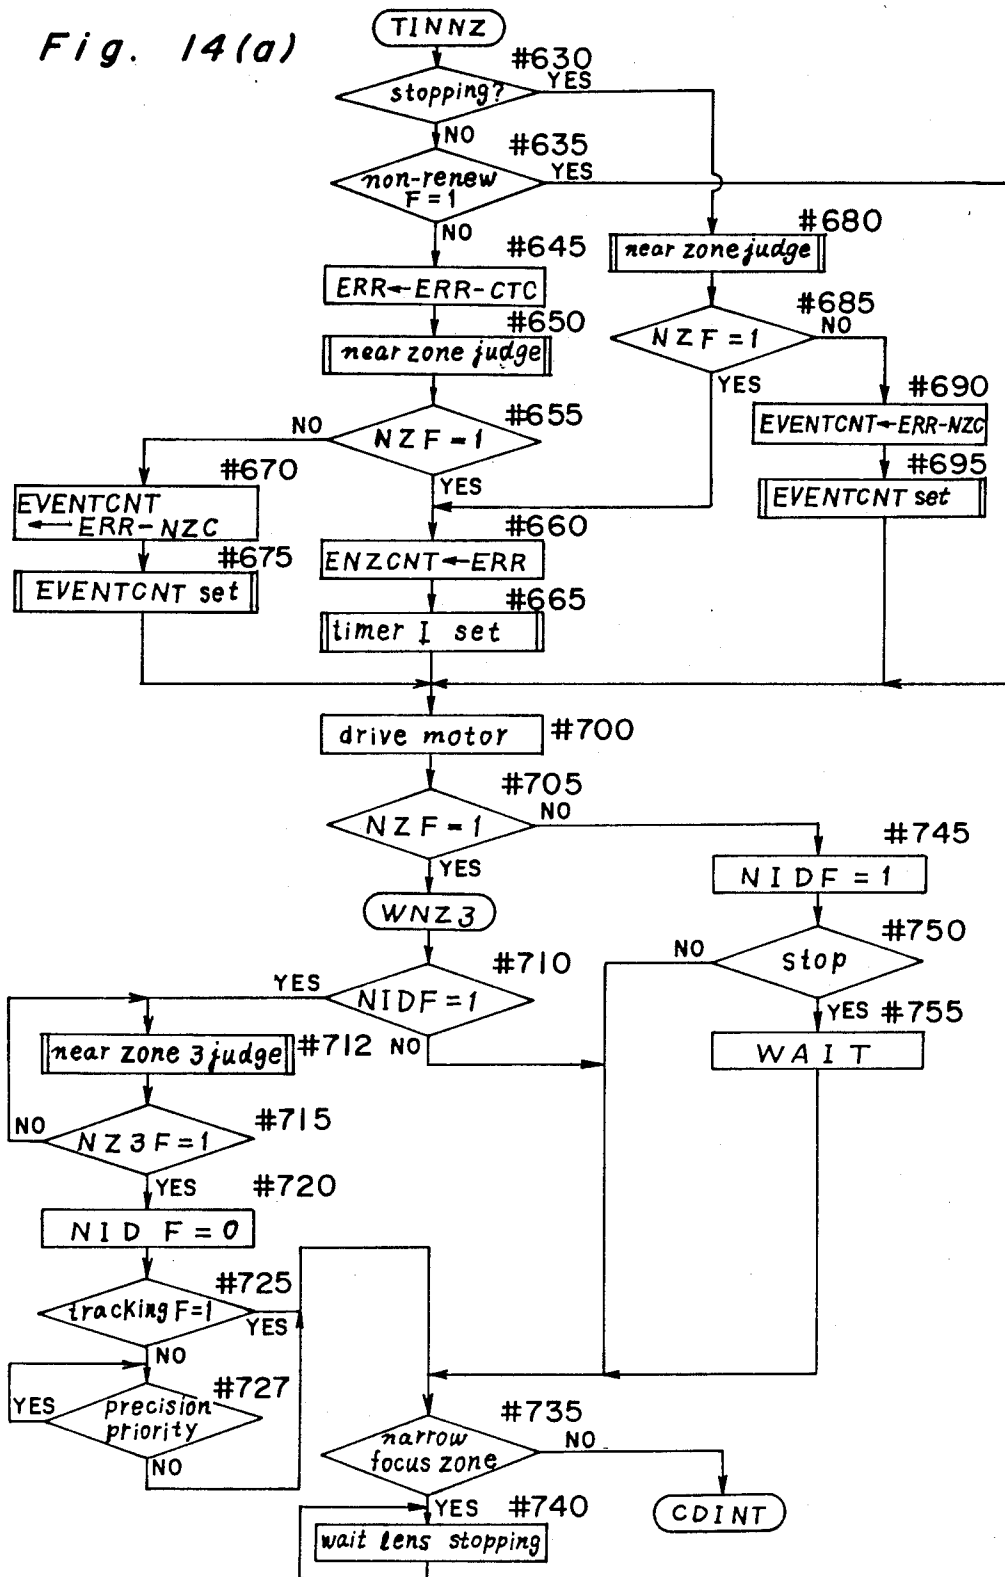 Fig. 14(a)
TINNZ
#630
stopping?
YES
NO
#635
non-renew
F=1
YES
NO
#645
ERR←ERR-CTC
#650
near zone judge
#655
NZF=1
NO
YES
#670
EVENTCNT
← ERR-NZC
#675
EVENTCNT set
#660
ENZCNT←ERR
#665
timer I set
#680
near zone judge
#685
NZF=1
NO
YES
#690
EVENTCNT←ERR-NZC
#695
EVENTCNT set
drive motor
#700
#705
NZF=1
NO
YES
WNZ3
#710
NIDF=1
YES
NO
near zone 3 judge
#712
#715
NZ3F=1
NO
YES
#720
NID F=0
#725
tracking F=1
YES
NO
#727
precision
priority
YES
NO
#745
NIDF=1
#750
stop
NO
YES
#755
WAIT
#735
narrow
focus zone
NO
YES
CDINT
#740
wait lens stopping